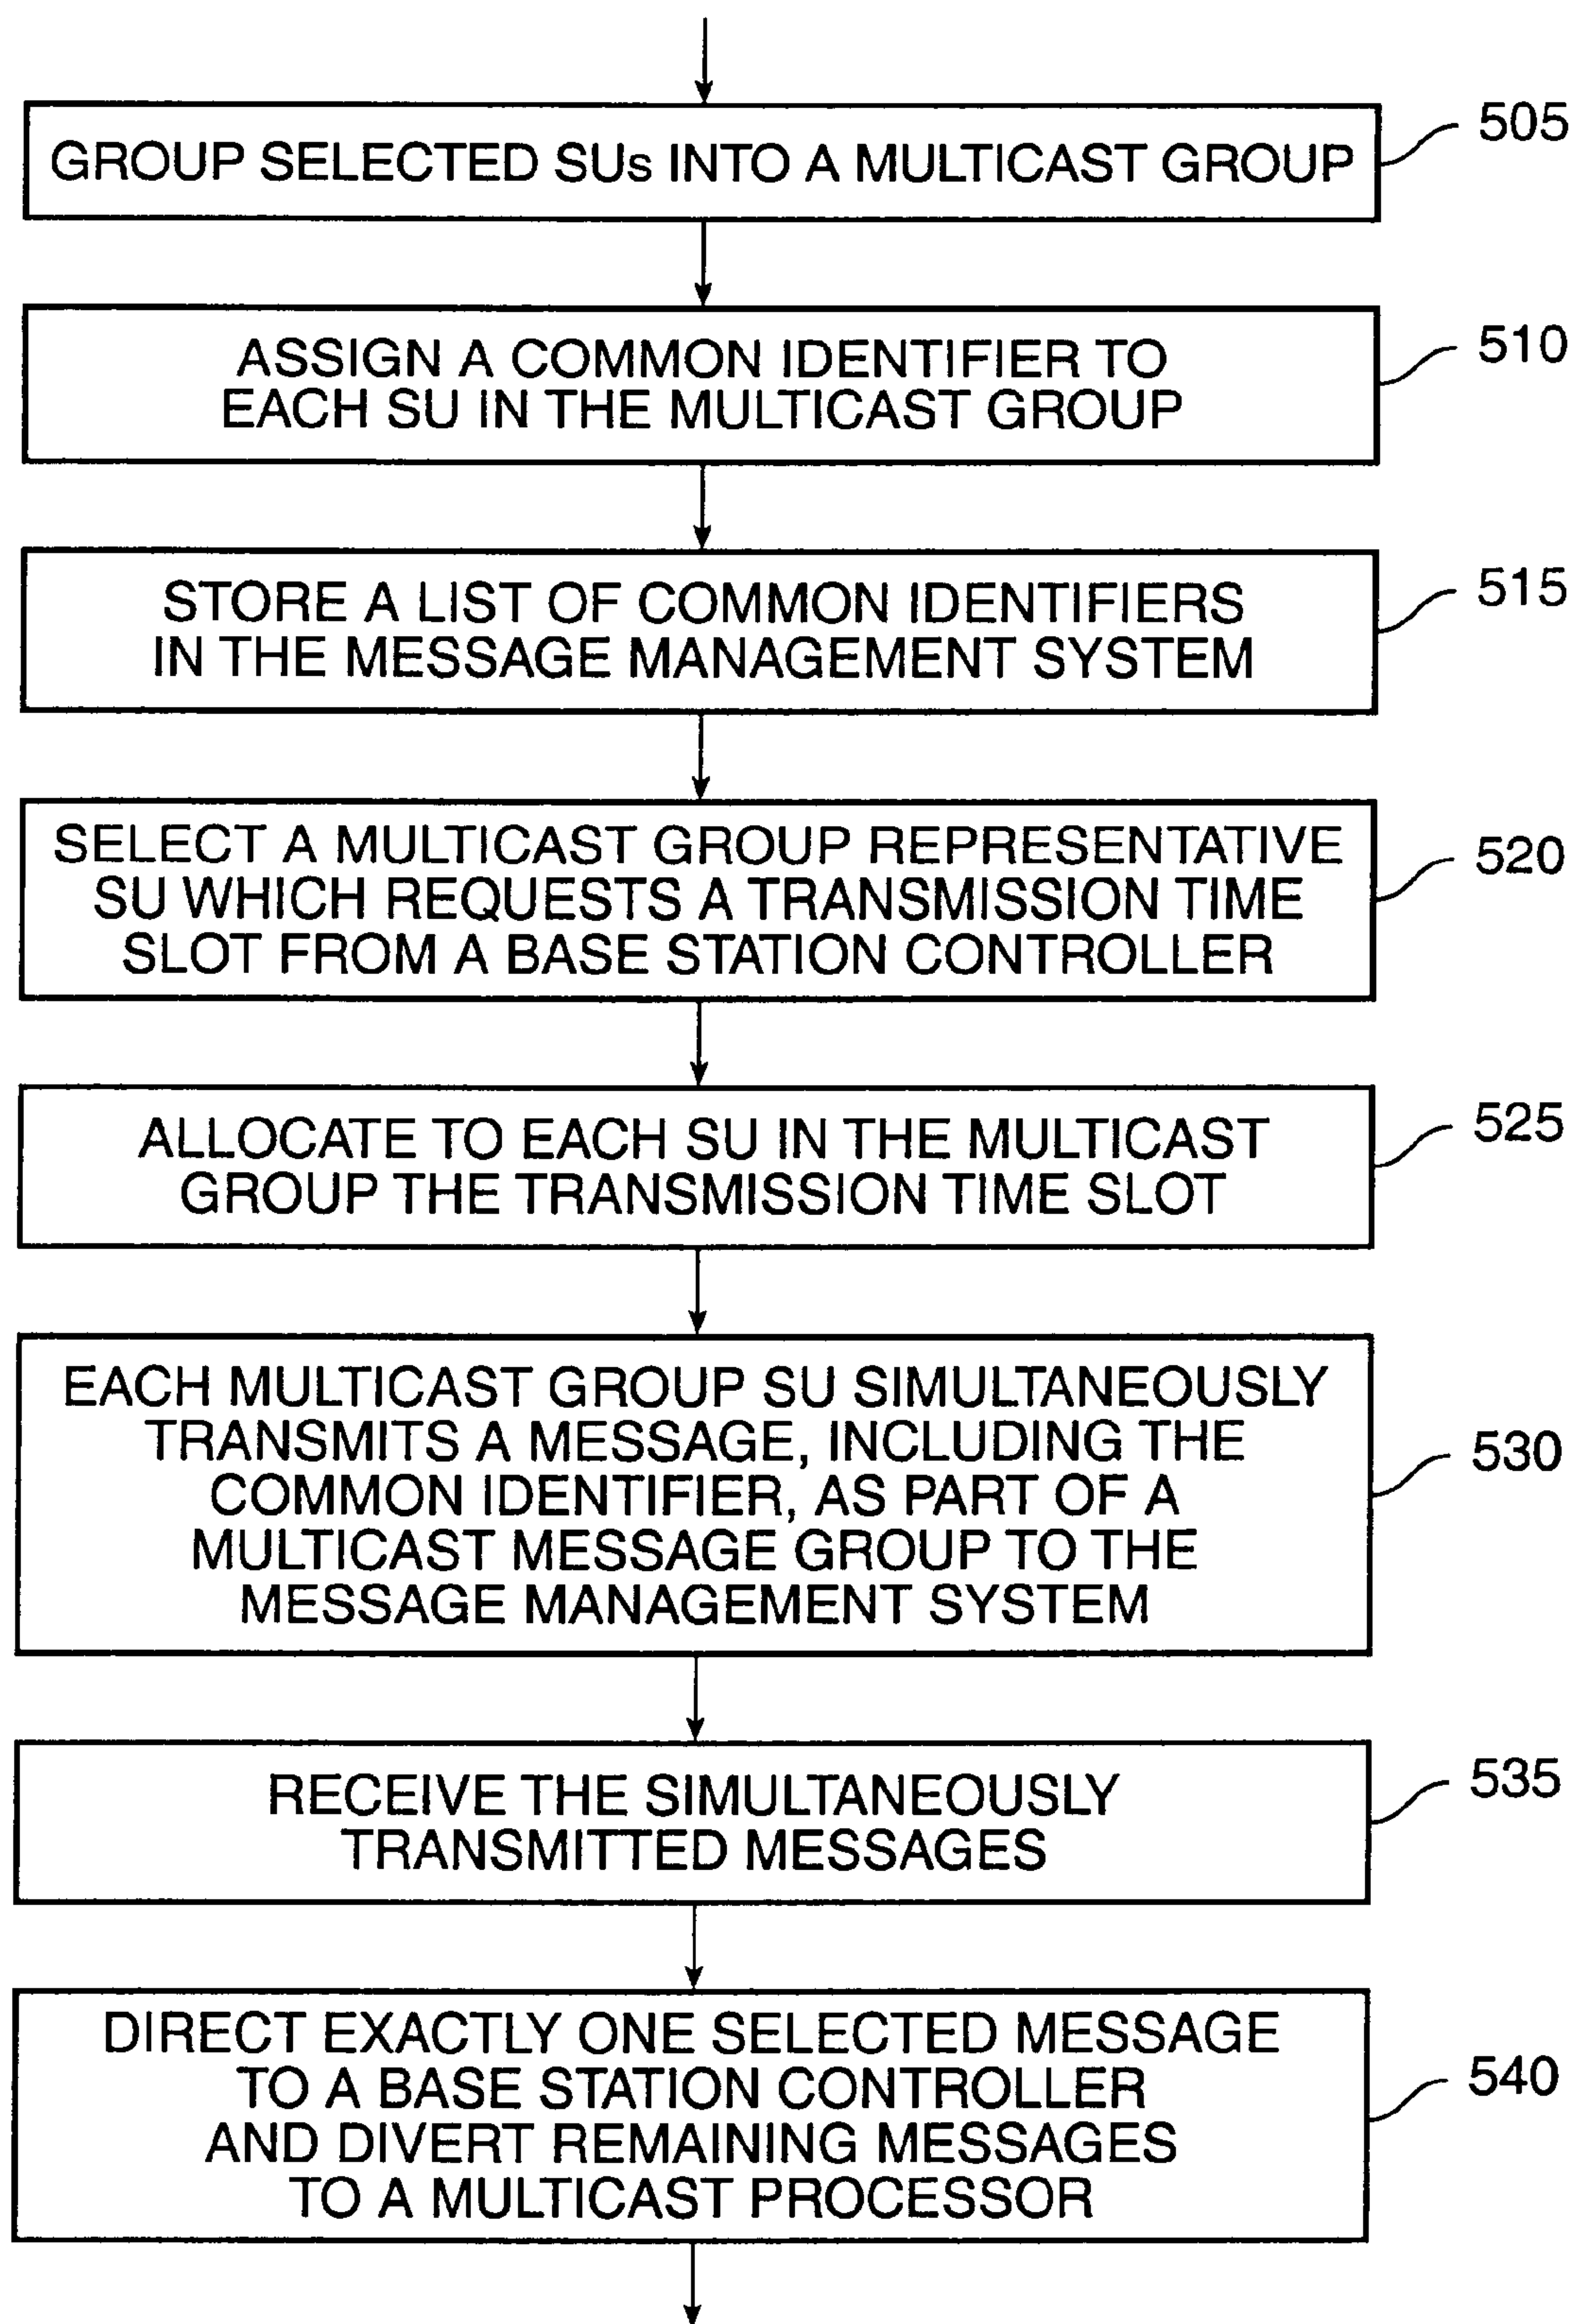 GROUP SELECTED SUs INTO A MULTICAST GROUP
505
ASSIGN A COMMON IDENTIFIER TO
EACH SU IN THE MULTICAST GROUP
510
STORE A LIST OF COMMON IDENTIFIERS
IN THE MESSAGE MANAGEMENT SYSTEM
515
SELECT A MULTICAST GROUP REPRESENTATIVE
SU WHICH REQUESTS A TRANSMISSION TIME
SLOT FROM A BASE STATION CONTROLLER
520
ALLOCATE TO EACH SU IN THE MULTICAST
GROUP THE TRANSMISSION TIME SLOT
525
EACH MULTICAST GROUP SU SIMULTANEOUSLY
TRANSMITS A MESSAGE, INCLUDING THE
COMMON IDENTIFIER, AS PART OF A
MULTICAST MESSAGE GROUP TO THE
MESSAGE MANAGEMENT SYSTEM
530
RECEIVE THE SIMULTANEOUSLY
TRANSMITTED MESSAGES
535
DIRECT EXACTLY ONE SELECTED MESSAGE
TO A BASE STATION CONTROLLER
AND DIVERT REMAINING MESSAGES
TO A MULTICAST PROCESSOR
540